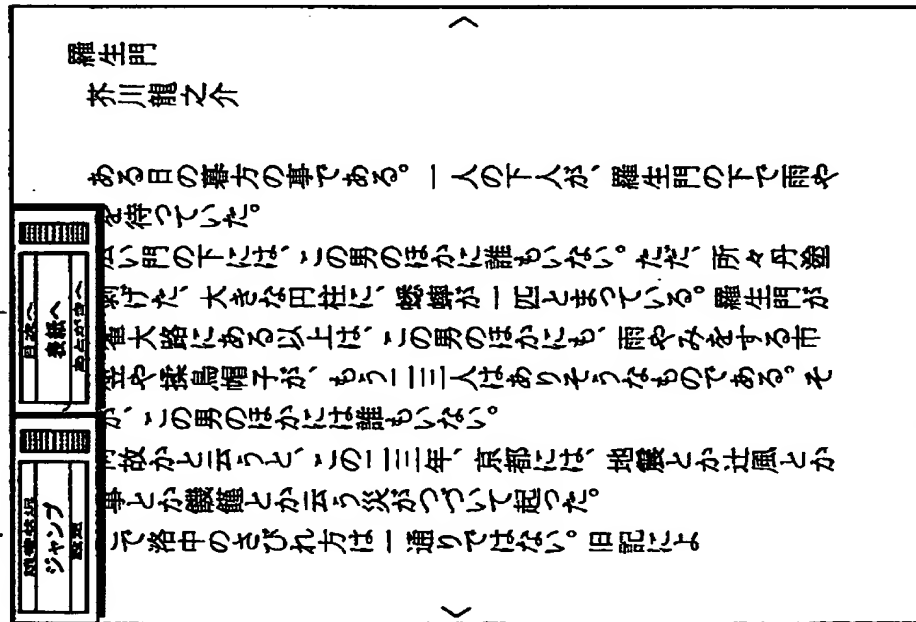 羅生門
芥川龍之介
ある日の暮方の事である。一人の下人が、羅生門の下で雨や
を待っていた。
広い門の下には、この男のほかに誰もいない。ただ、所々丹塗
剥げた、大きな円柱に、蟋蟀が一匹とまっている。羅生門が
雀大路にある以上は、この男のほかにも、雨やみをする市
笠や揉烏帽子が、もう二三人はありそうなものである。そ
が、この男のほかには誰もいない。
何故かと云うと、この二三年、京都には、地震とか辻風とか
事とか饑饉とか云う災がつづいて起った。
で洛中のさびれ方は一通りではない。旧記によ
目次へ
表紙へ
ジャンプ
設定